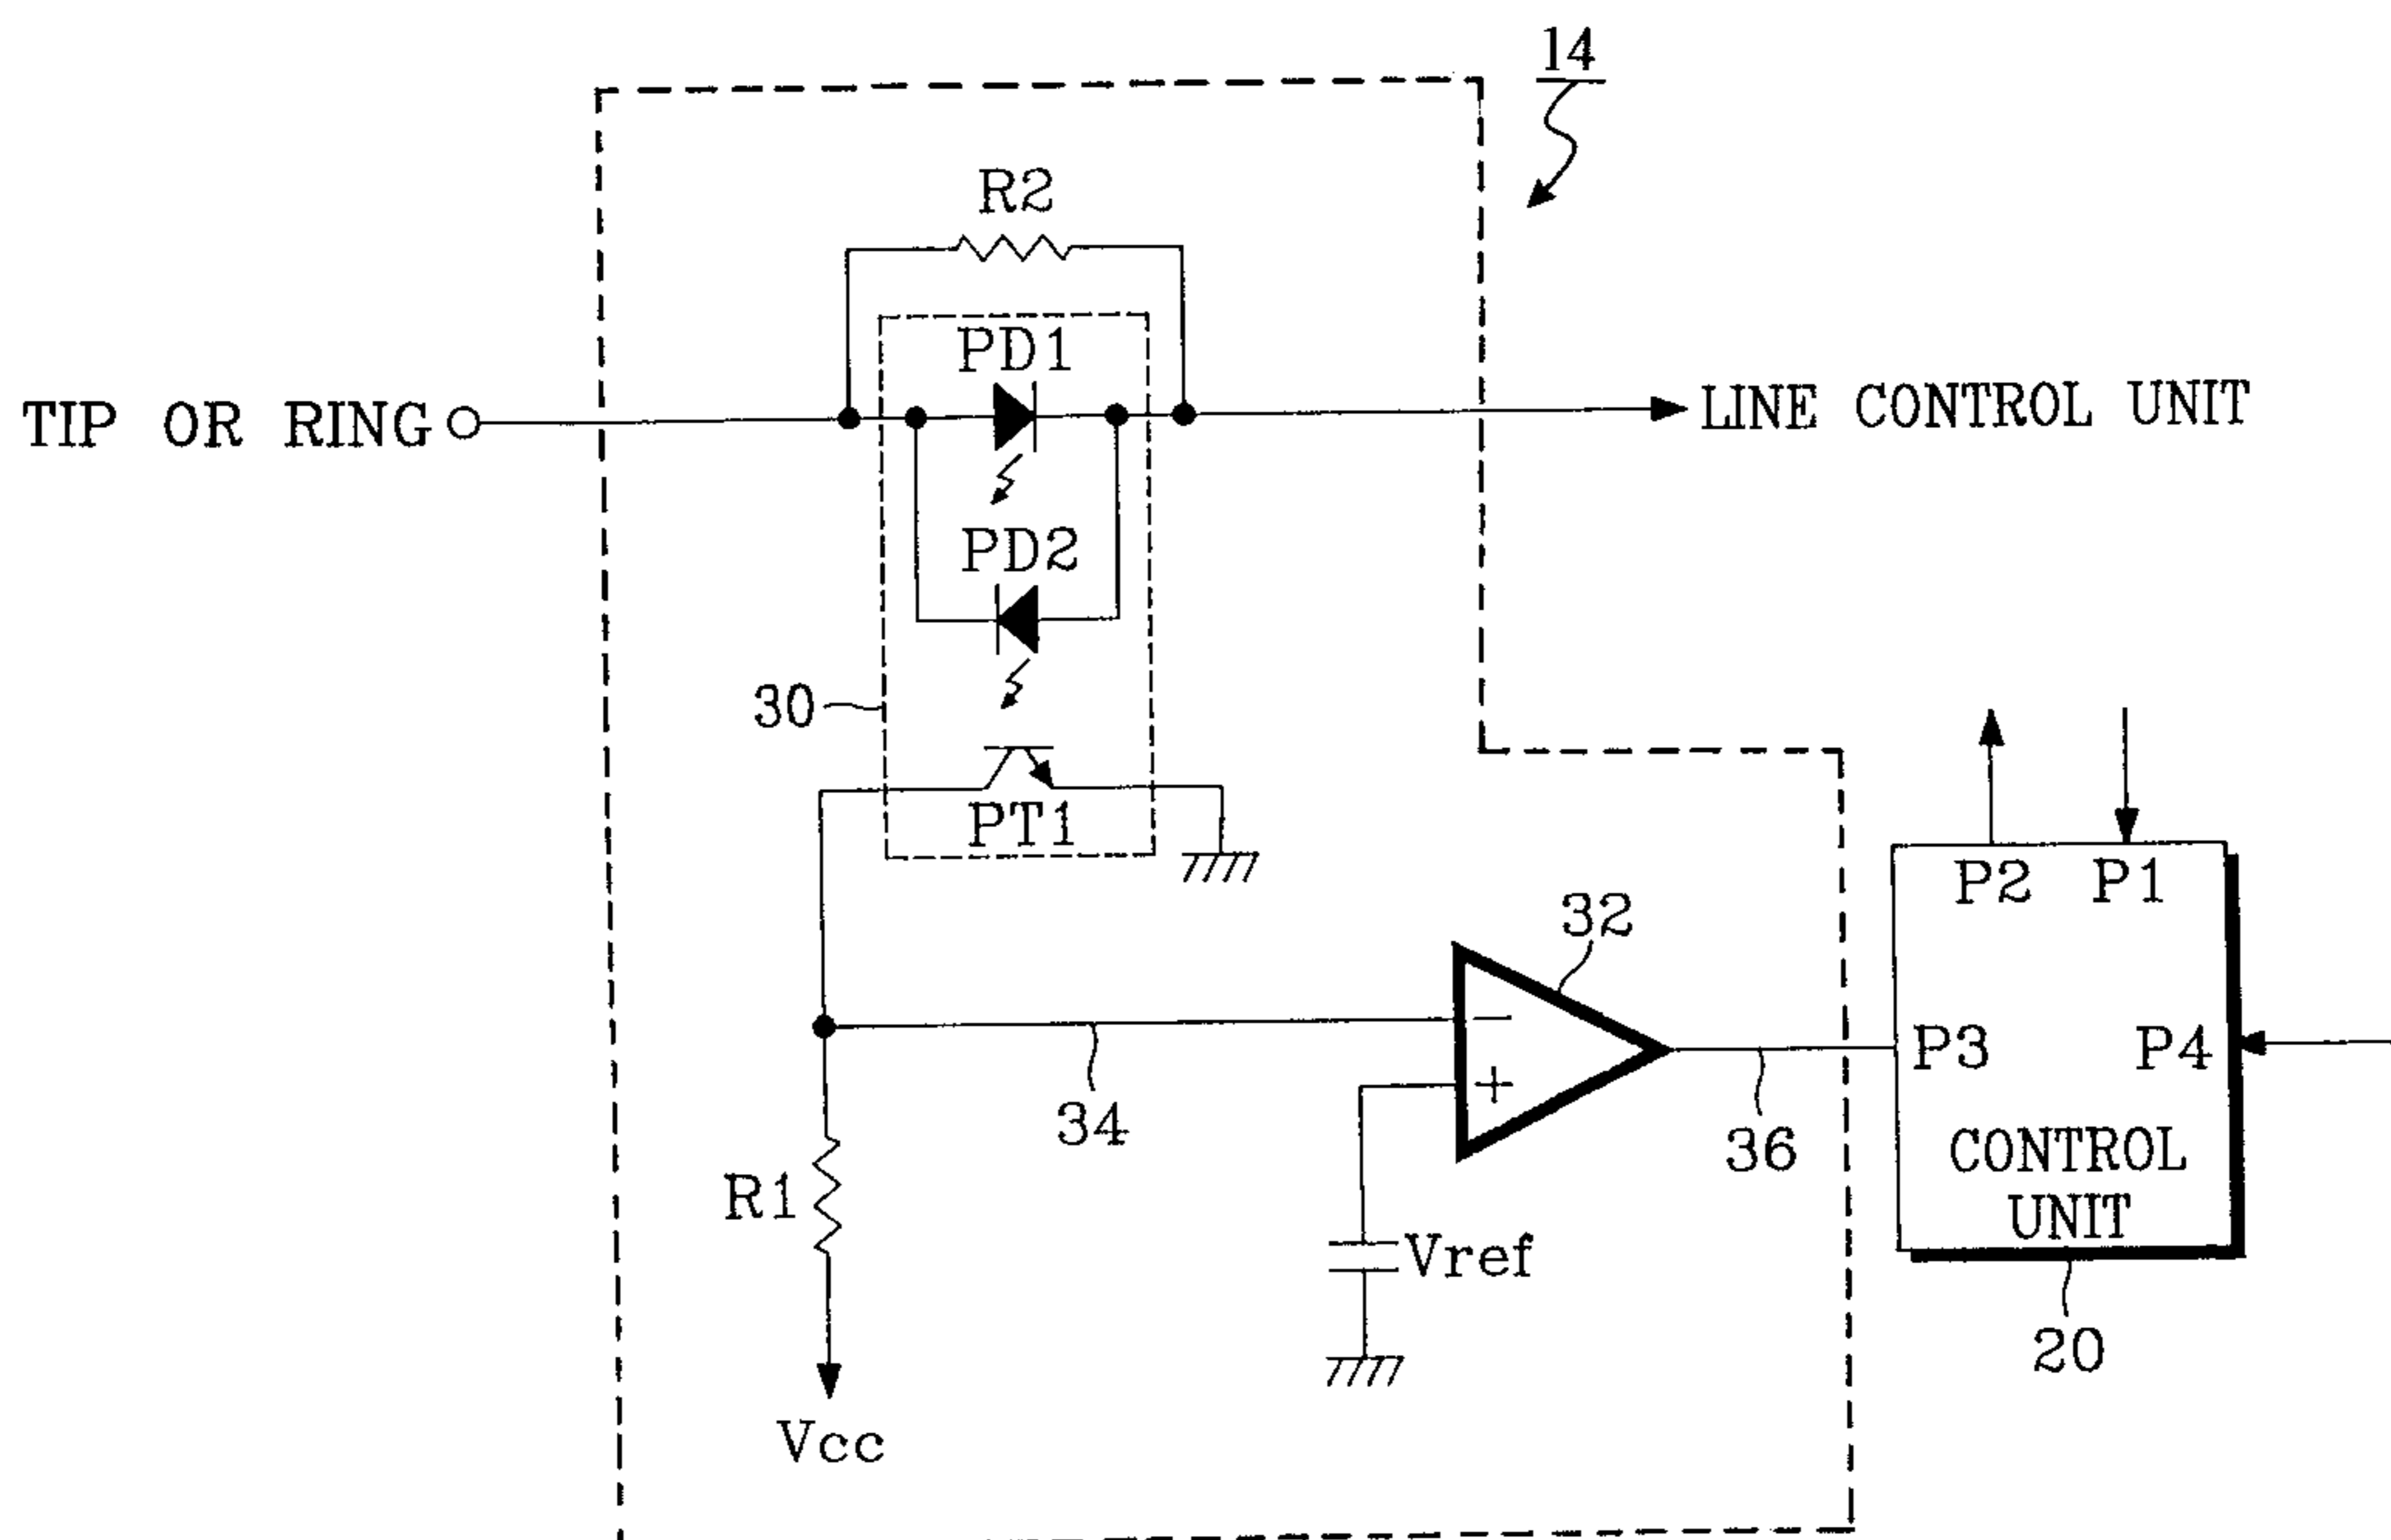 14
R2
PD1
TIP OR RING
LINE CONTROL UNIT
PD2
30
PT1
P2 P1
32
−
P3 P4
+
34
36
CONTROL
UNIT
R1
Vref
20
Vcc